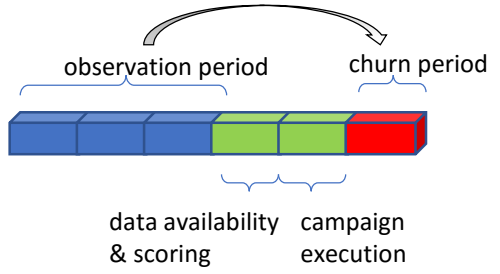 observation period
churn period
data availability
& scoring
campaign
execution